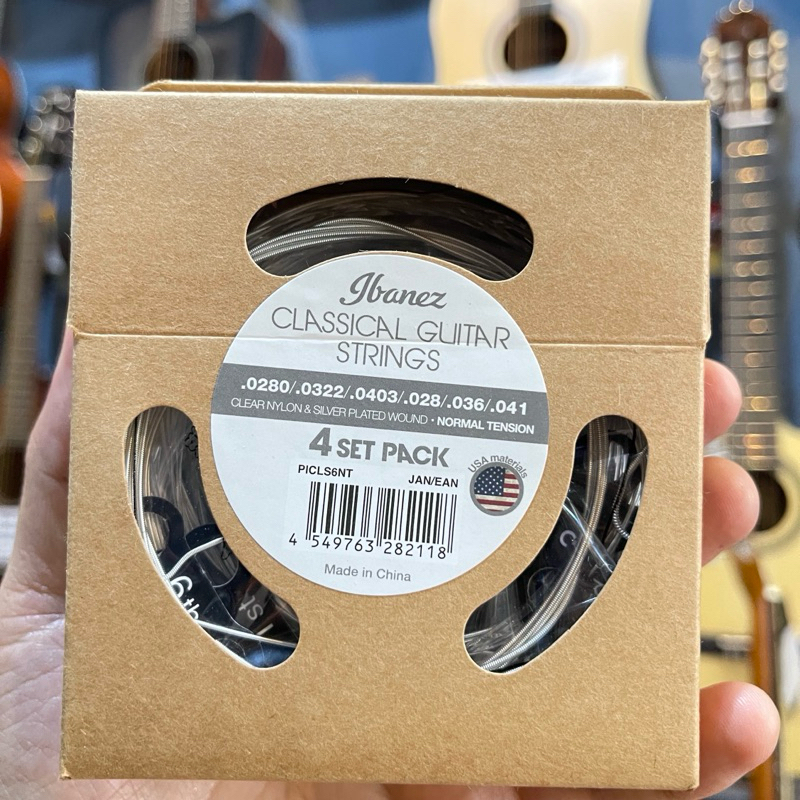 Ibanez
CLASSICAL GUITAR
STRINGS
.0280/.0322/.0403/.028/.036/.041
CLEAR NYLON & SILVER PLATED WOUND • NORMAL TENSION
4 SET PACK
USA materials
PICLS6NT JAN/EAN
4 549763 282118
Made in China
6th